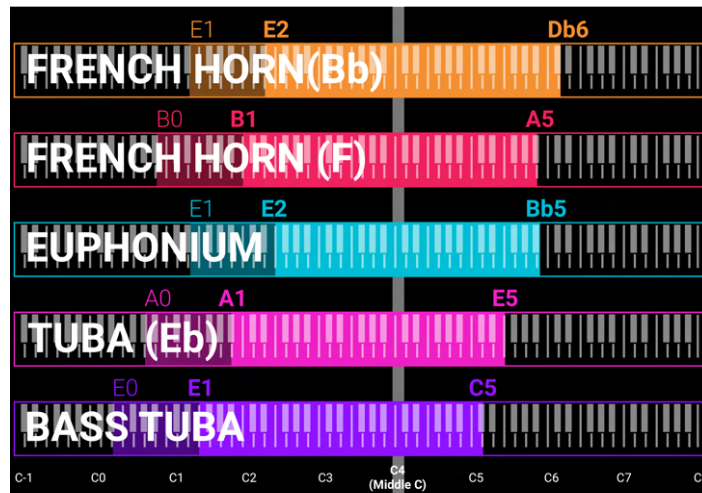 E1 E2 Db6
FRENCH HORN(Bb)
B0 B1 A5
FRENCH HORN (F)
E1 E2 Bb5
EUPHONIUM
A0 A1 E5
TUBA (Eb)
E0 E1 C5
BASS TUBA
C-1 C0 C1 C2 C3 C4 C5 C6 C7
(Middle C)